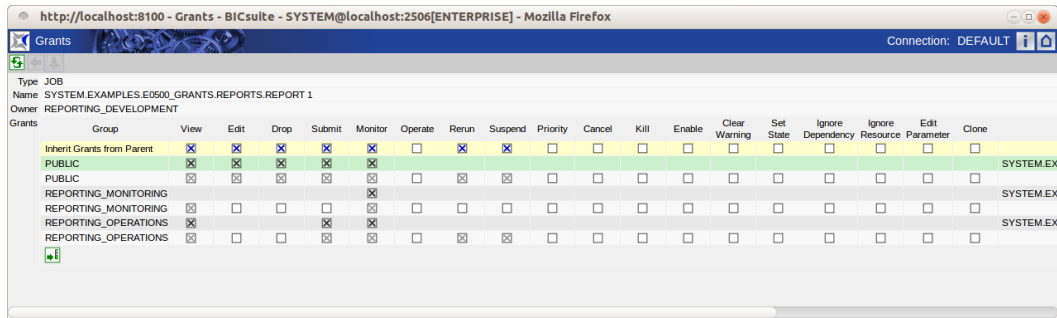 http://localhost:8100 - Grants - BICsuite - SYSTEM@localhost:2506[ENTERPRISE] - Mozilla Firefox
Grants Connection: DEFAULT
Type JOB
Name SYSTEM.EXAMPLES.E0500_GRANTS.REPORTS.REPORT 1
Owner REPORTING_DEVELOPMENT
Grants Group View Edit Drop Submit Monitor Operate Rerun Suspend Priority Cancel Kill Enable Clear Warning Set State Ignore Dependency Ignore Resource Edit Parameter Clone
Inherit Grants from Parent
PUBLIC SYSTEM.EX
PUBLIC
REPORTING_MONITORING SYSTEM.EX
REPORTING_MONITORING
REPORTING_OPERATIONS SYSTEM.EX
REPORTING_OPERATIONS